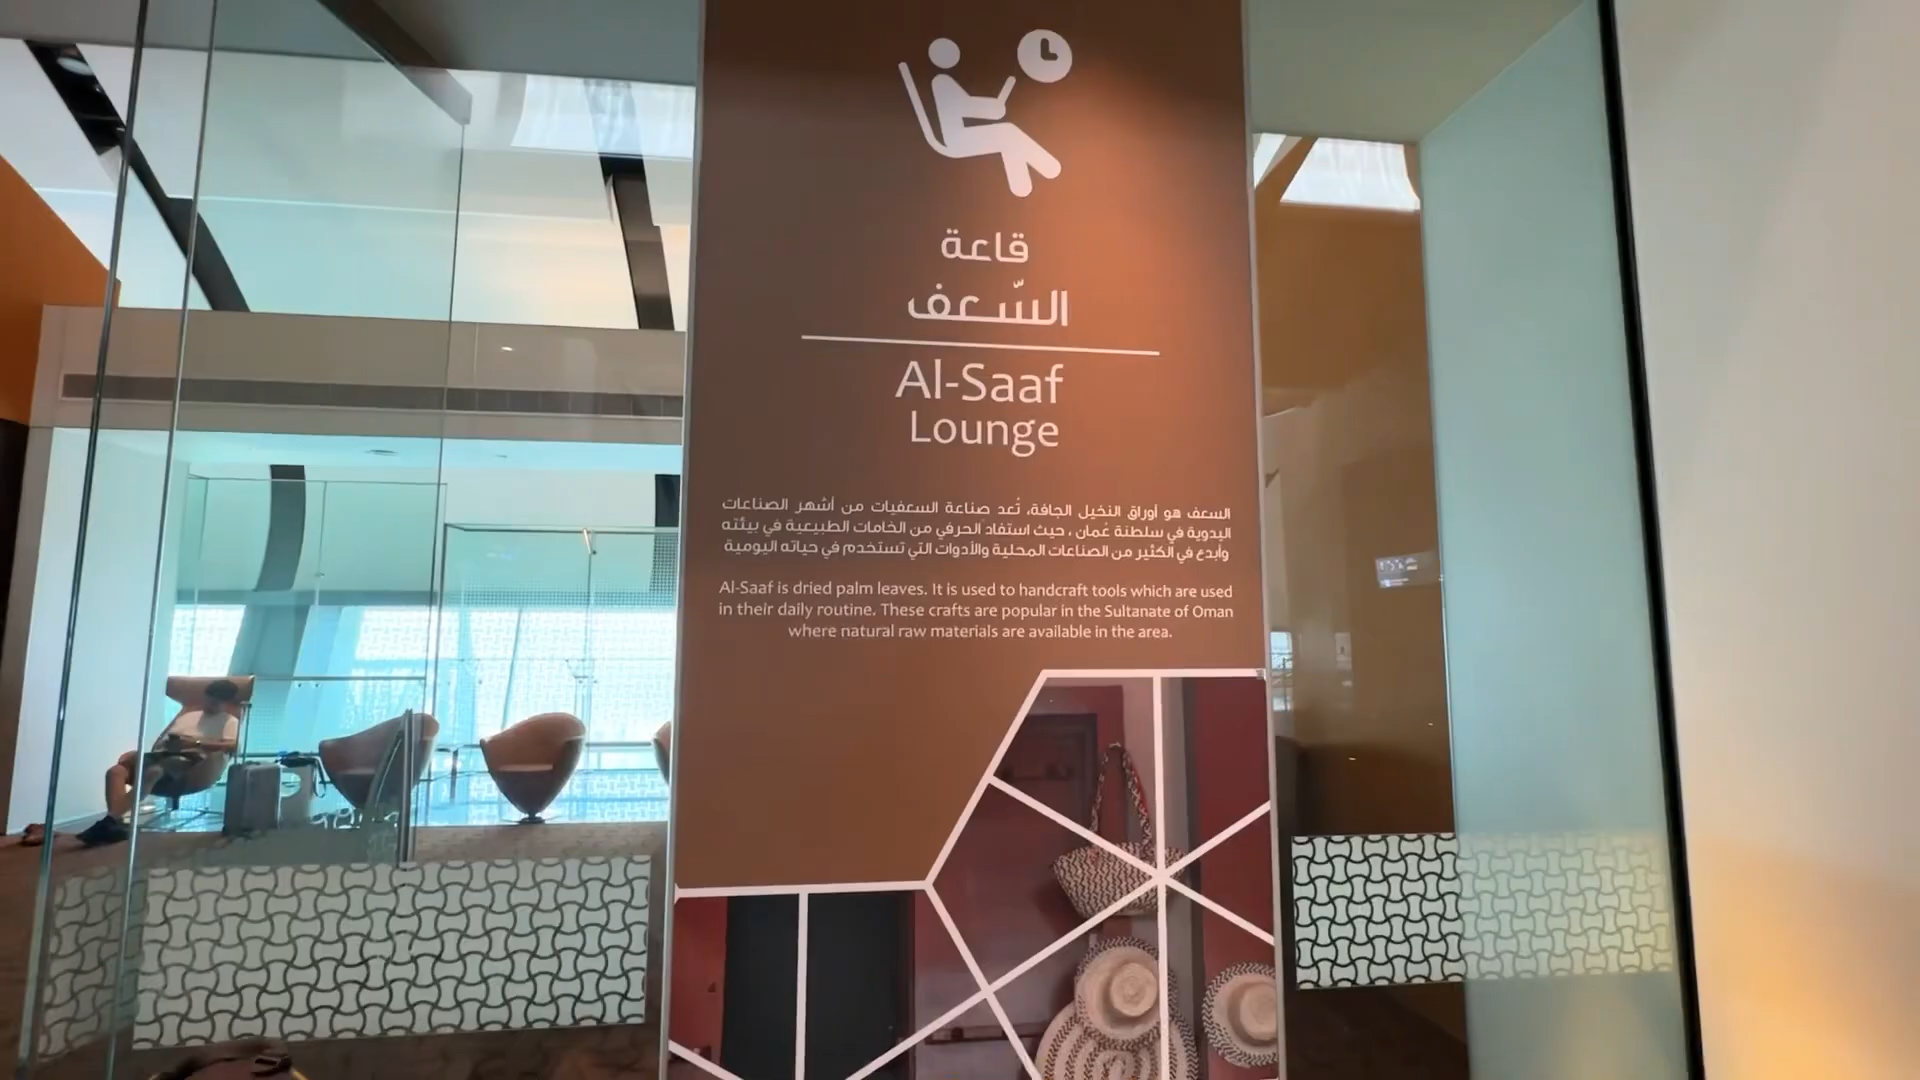 قاعة
السّعف
Al-Saaf
Lounge
السعف هو أوراق النخيل الجافة، تُعد صناعة السعفيات من أشهر الصناعات
اليدوية في سلطنة عُمان ، حيث استفاد الحرفي من الخامات الطبيعية في بيئته
وأبدع في الكثير من الصناعات المحلية والأدوات التي تستخدم في حياته اليومية
Al-Saaf is dried palm leaves. It is used to handcraft tools which are used
in their daily routine. These crafts are popular in the Sultanate of Oman
where natural raw materials are available in the area.